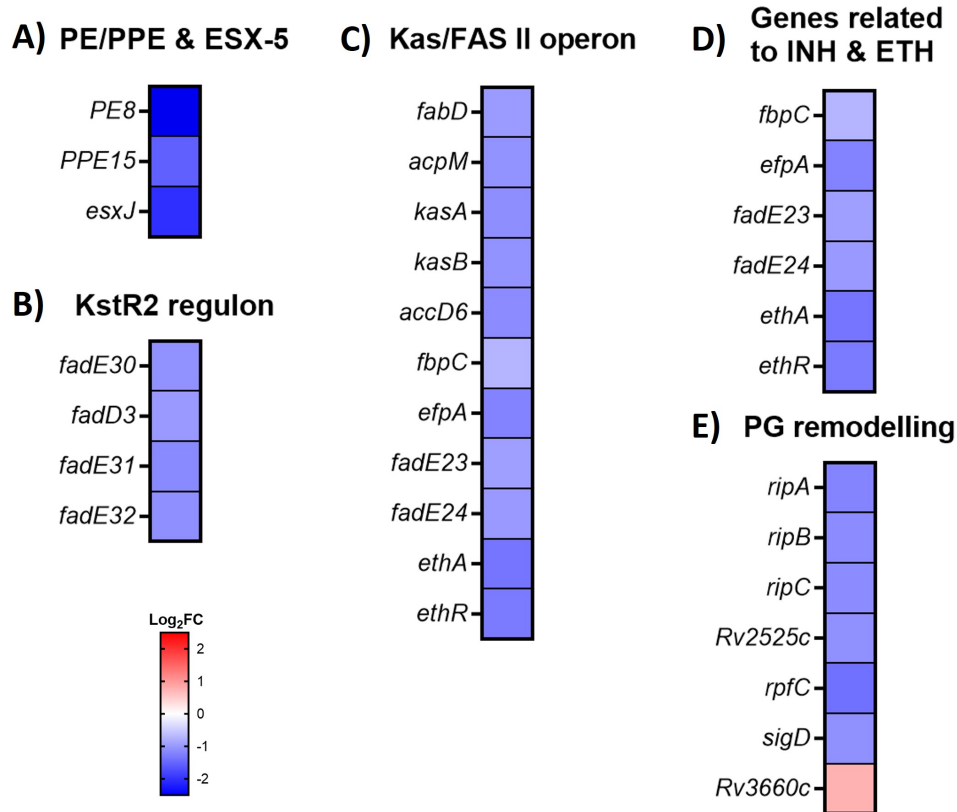 A) PE/PPE & ESX-5
PE8
PPE15
esxJ
B) KstR2 regulon
fadE30
fadD3
fadE31
fadE32
Log2FC
2
1
0
-1
-2
C) Kas/FAS II operon
fabD
acpM
kasA
kasB
accD6
fbpC
efpA
fadE23
fadE24
ethA
ethR
D) Genes related
to INH & ETH
fbpC
efpA
fadE23
fadE24
ethA
ethR
E) PG remodelling
ripA
ripB
ripC
Rv2525c
rpfC
sigD
Rv3660c